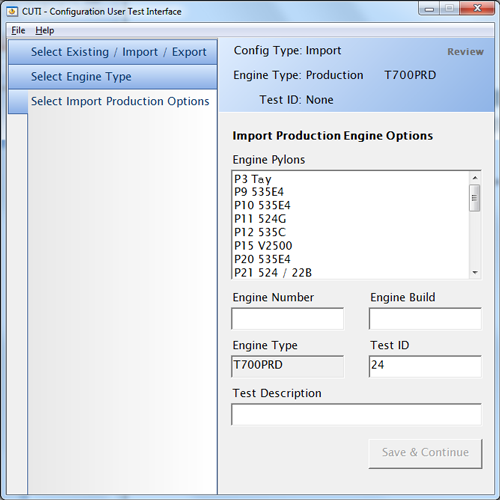 CUTI - Configuration User Test Interface
File Help
Select Existing / Import / Export
Select Engine Type
Select Import Production Options
Config Type: Import
Review
Engine Type: Production T700PRD
Test ID: None
Import Production Engine Options
Engine Pylons
P3 Tay
P9 535E4
P10 535E4
P11 524G
P12 535C
P15 V2500
P20 535E4
P21 524 / 22B
Engine Number Engine Build
Engine Type Test ID
T700PRD 24
Test Description
Save & Continue